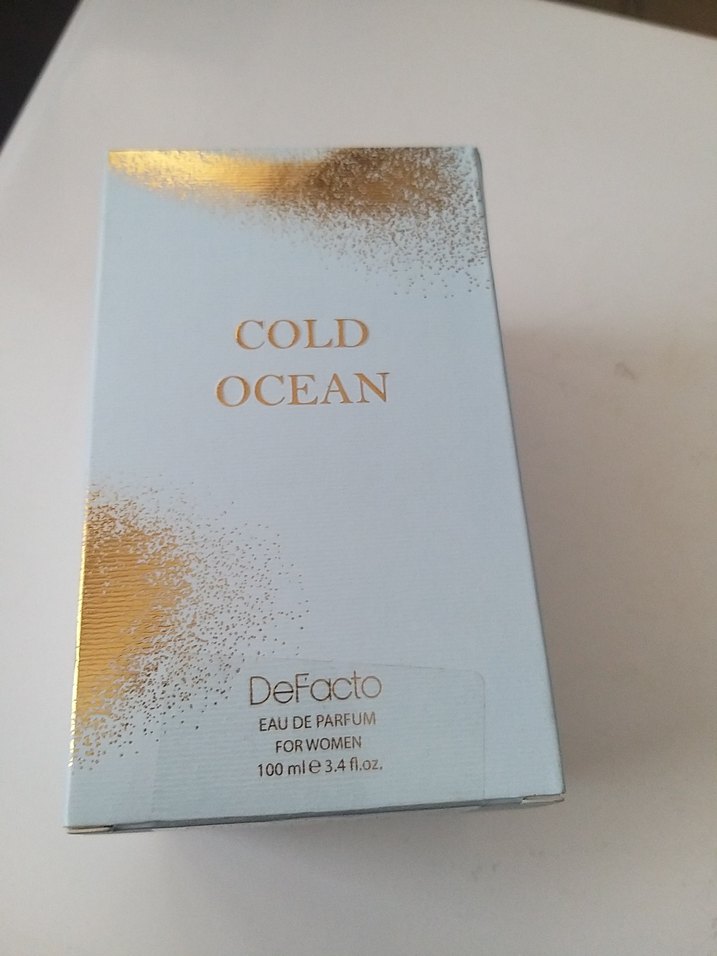 COLD
OCEAN
DeFacto
EAU DE PARFUM
FOR WOMEN
100 ml ℮ 3.4 fl.oz.